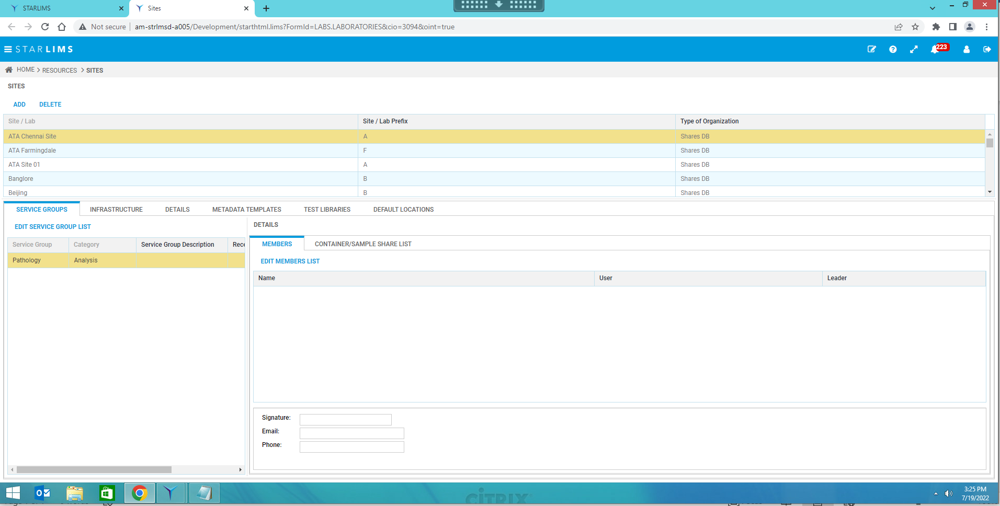 STARLIMS
Sites
Not secure am-strlmsd-a005/Development/starthtml.lims?FormId=LABS.LABORATORIES&cio=3094&oint=true
STARLIMS
223
HOME > RESOURCES > SITES
SITES
ADD DELETE
Site / Lab Site / Lab Prefix Type of Organization
ATA Chennai Site A Shares DB
ATA Farmingdale F Shares DB
ATA Site 01 A Shares DB
Banglore B Shares DB
Beijing B Shares DB
SERVICE GROUPS INFRASTRUCTURE DETAILS METADATA TEMPLATES TEST LIBRARIES DEFAULT LOCATIONS
EDIT SERVICE GROUP LIST
Service Group Category Service Group Description Rece
Pathology Analysis
DETAILS
MEMBERS CONTAINER/SAMPLE SHARE LIST
EDIT MEMBERS LIST
Name User Leader
Signature:
Email:
Phone:
CITRIX
3:25 PM
7/19/2022